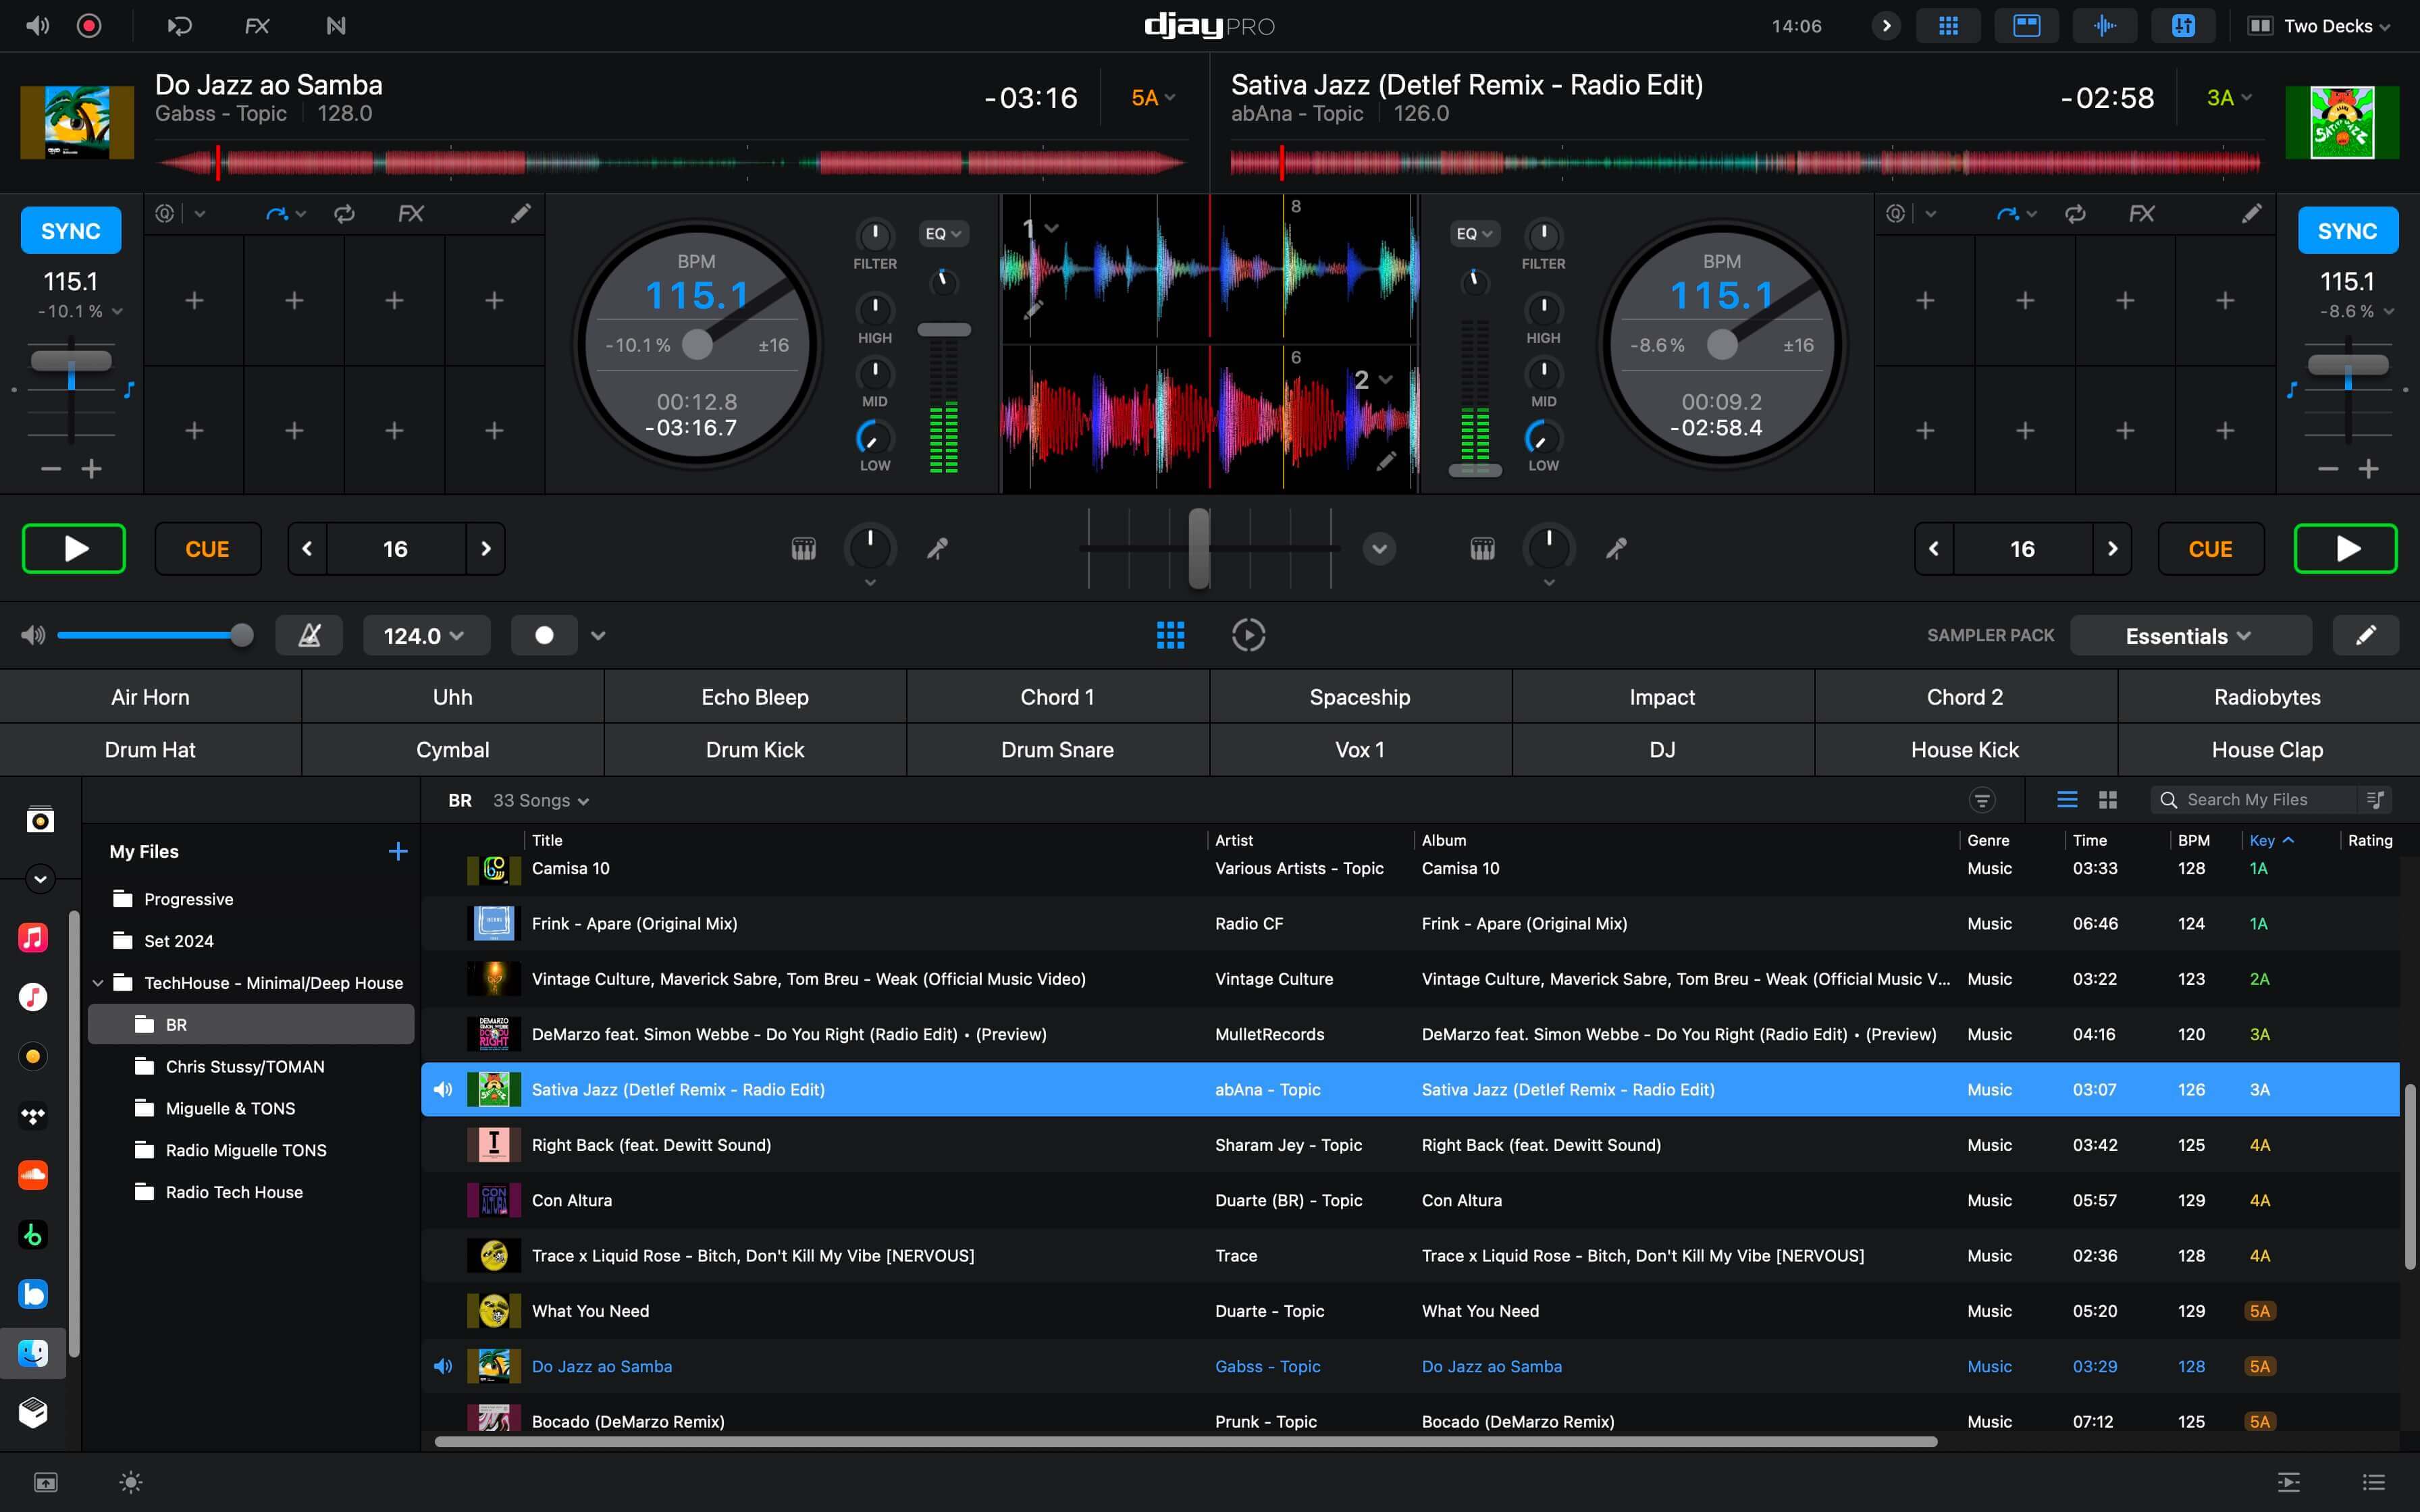 FX
djay PRO
14:06
Two Decks
Do Jazz ao Samba
Gabss - Topic
128.0
-03:16
5A
Sativa Jazz (Detlef Remix - Radio Edit)
abAna - Topic
126.0
-02:58
3A
SYNC
115.1
-10.1 %
FX
BPM
115.1
-10.1 %
±16
00:12.8
-03:16.7
FILTER
HIGH
MID
LOW
EQ
1
8
6
2
EQ
FILTER
HIGH
MID
LOW
BPM
115.1
-8.6 %
±16
00:09.2
-02:58.4
FX
SYNC
115.1
-8.6 %
CUE
16
16
CUE
124.0
SAMPLER PACK
Essentials
Air Horn
Uhh
Echo Bleep
Chord 1
Spaceship
Impact
Chord 2
Radiobytes
Drum Hat
Cymbal
Drum Kick
Drum Snare
Vox 1
DJ
House Kick
House Clap
My Files
Progressive
Set 2024
TechHouse - Minimal/Deep House
BR
Chris Stussy/TOMAN
Miguelle & TONS
Radio Miguelle TONS
Radio Tech House
BR 33 Songs
Search My Files
Title Artist Album Genre Time BPM Key Rating
Camisa 10 Various Artists - Topic Camisa 10 Music 03:33 128 1A
Frink - Apare (Original Mix) Radio CF Frink - Apare (Original Mix) Music 06:46 124 1A
Vintage Culture, Maverick Sabre, Tom Breu - Weak (Official Music Video) Vintage Culture Vintage Culture, Maverick Sabre, Tom Breu - Weak (Official Music V... Music 03:22 123 2A
DeMarzo feat. Simon Webbe - Do You Right (Radio Edit) • (Preview) MulletRecords DeMarzo feat. Simon Webbe - Do You Right (Radio Edit) • (Preview) Music 04:16 120 3A
Sativa Jazz (Detlef Remix - Radio Edit) abAna - Topic Sativa Jazz (Detlef Remix - Radio Edit) Music 03:07 126 3A
Right Back (feat. Dewitt Sound) Sharam Jey - Topic Right Back (feat. Dewitt Sound) Music 03:42 125 4A
Con Altura Duarte (BR) - Topic Con Altura Music 05:57 129 4A
Trace x Liquid Rose - Bitch, Don't Kill My Vibe [NERVOUS] Trace Trace x Liquid Rose - Bitch, Don't Kill My Vibe [NERVOUS] Music 02:36 128 4A
What You Need Duarte - Topic What You Need Music 05:20 129 5A
Do Jazz ao Samba Gabss - Topic Do Jazz ao Samba Music 03:29 128 5A
Bocado (DeMarzo Remix) Prunk - Topic Bocado (DeMarzo Remix) Music 07:12 125 5A